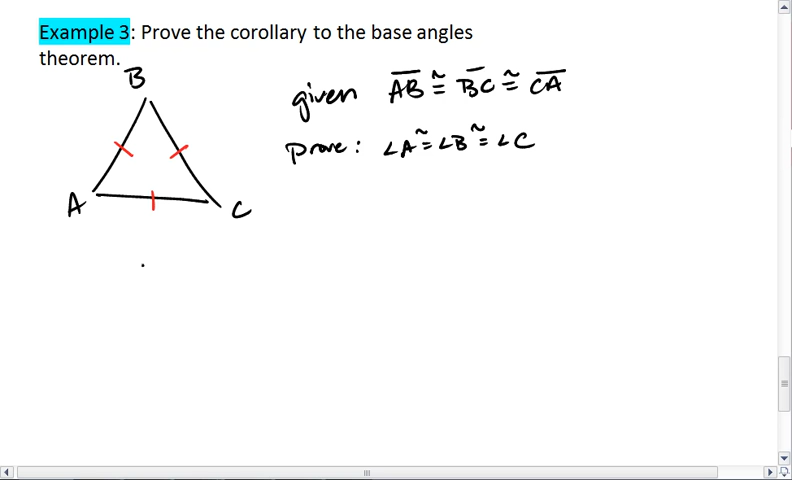 Example 3: Prove the corollary to the base angles
theorem.
B
given AB ≅ BC ≅ CA
prove: ∠A ≅ ∠B ≅ ∠C
A
C